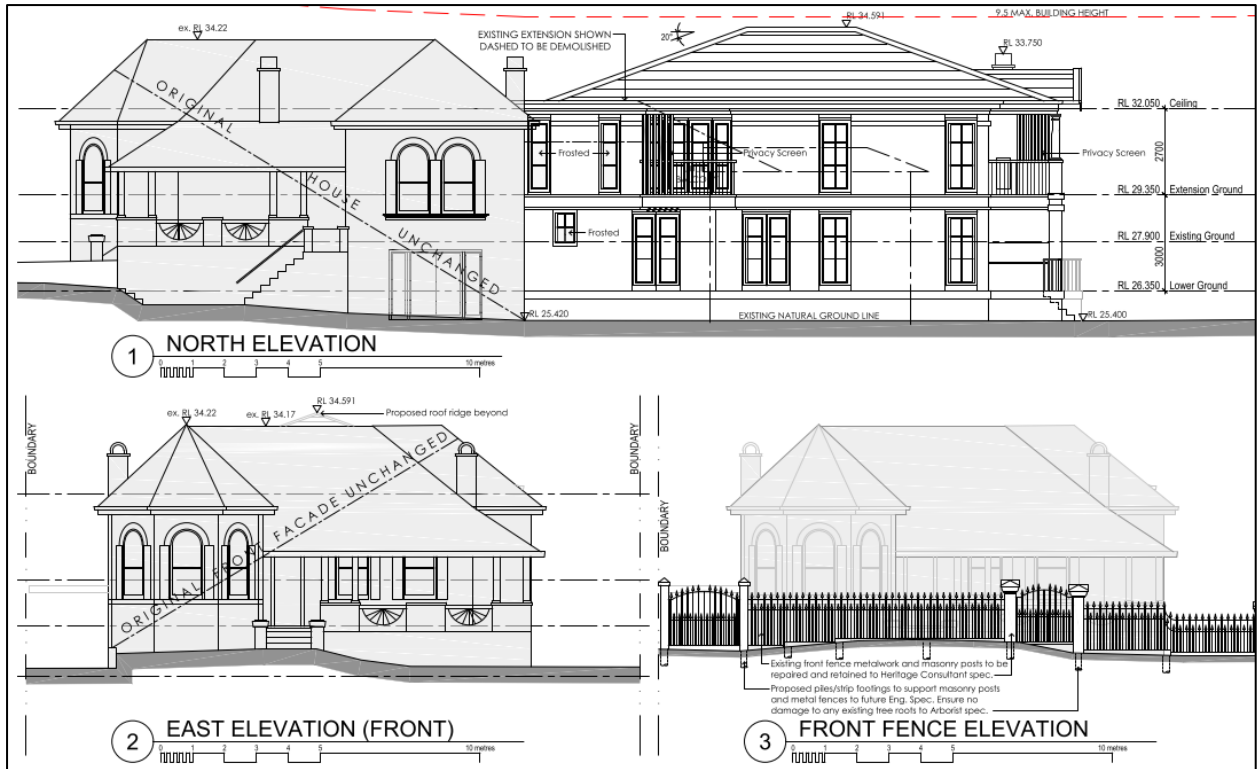 ex. RL 34.22
EXISTING EXTENSION SHOWN
DASHED TO BE DEMOLISHED
20°
RL 34.591
9.5 MAX. BUILDING HEIGHT
RL 33.750
ORIGINAL HOUSE UNCHANGED
Frosted
Privacy Screen
Privacy Screen
RL 32.050 Ceiling
2700
RL 29.350 Extension Ground
Frosted
RL 27.900 Existing Ground
3000
RL 26.350 Lower Ground
RL 25.420
EXISTING NATURAL GROUND LINE
RL 25.400
1 NORTH ELEVATION
0 1 2 3 4 5 10 metres
BOUNDARY
ex. RL 34.22
ex. RL 34.17
RL 34.591
Proposed roof ridge beyond
BOUNDARY
ORIGINAL FRONT FACADE UNCHANGED
2 EAST ELEVATION (FRONT)
0 1 2 3 4 5 10 metres
BOUNDARY
Existing front fence metalwork and masonry posts to be
repaired and retained to Heritage Consultant spec.
Proposed piles/strip footings to support masonry posts
and metal fences to future Eng. Spec. Ensure no
damage to any existing tree roots to Arborist spec.
3 FRONT FENCE ELEVATION
0 1 2 3 4 5 10 metres